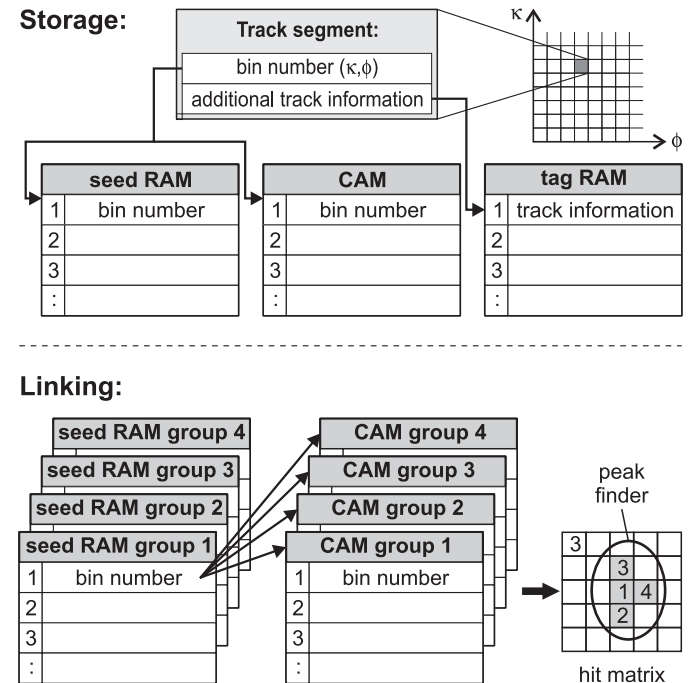 Storage:
Track segment:
bin number (κ,ϕ)
additional track information
κ
ϕ
seed RAM
1 bin number
2
3
:
CAM
1 bin number
2
3
:
tag RAM
1 track information
2
3
:
Linking:
seed RAM group 4
seed RAM group 3
seed RAM group 2
seed RAM group 1
1 bin number
2
3
:
CAM group 4
CAM group 3
CAM group 2
CAM group 1
1 bin number
2
3
:
peak
finder
3
3
1 4
2
hit matrix